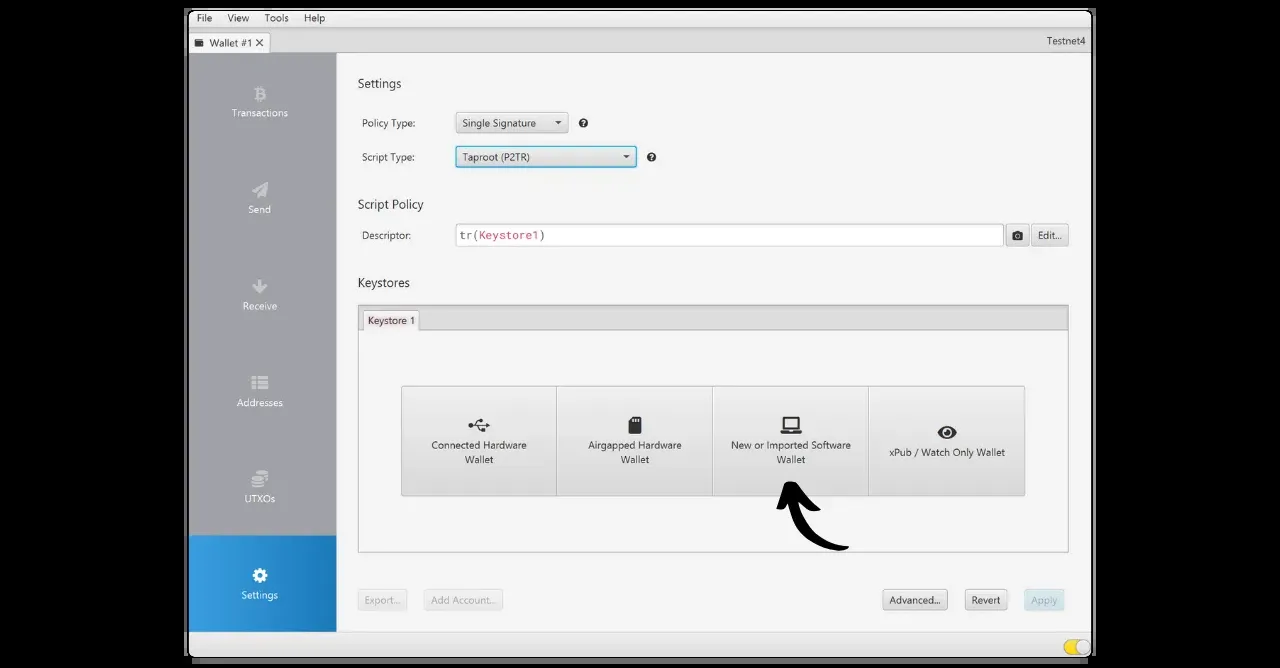 File View Tools Help
Wallet #1
Testnet4
Transactions
Send
Receive
Addresses
UTXOs
Settings
Settings
Policy Type: Single Signature
Script Type: Taproot (P2TR)
Script Policy
Descriptor: tr(Keystore1) Edit...
Keystores
Keystore 1
Connected Hardware
Wallet
Airgapped Hardware
Wallet
New or Imported Software
Wallet
xPub / Watch Only Wallet
Export... Add Account... Advanced... Revert Apply